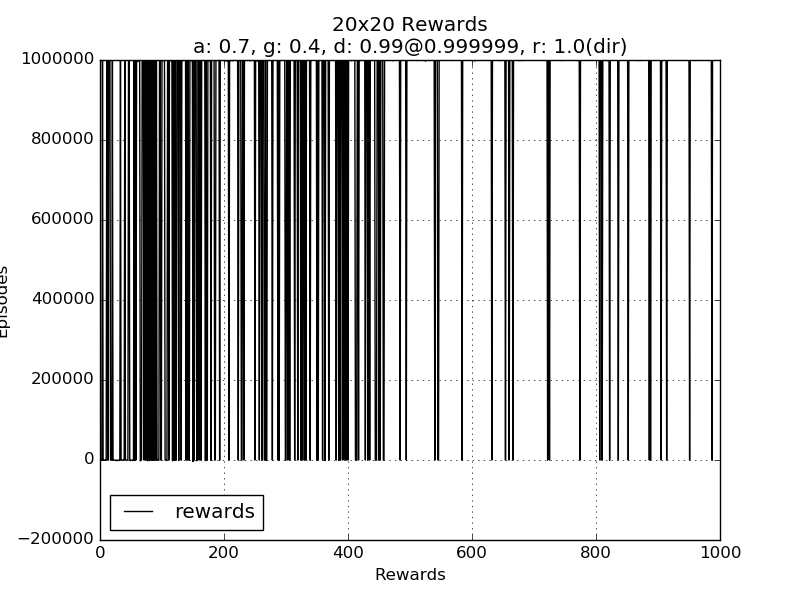 20x20 Rewards
a: 0.7, g: 0.4, d: 0.99@0.999999, r: 1.0(dir)
1000000
800000
600000
400000
200000
0
−200000
Episodes
rewards
0 200 400 600 800 1000
Rewards